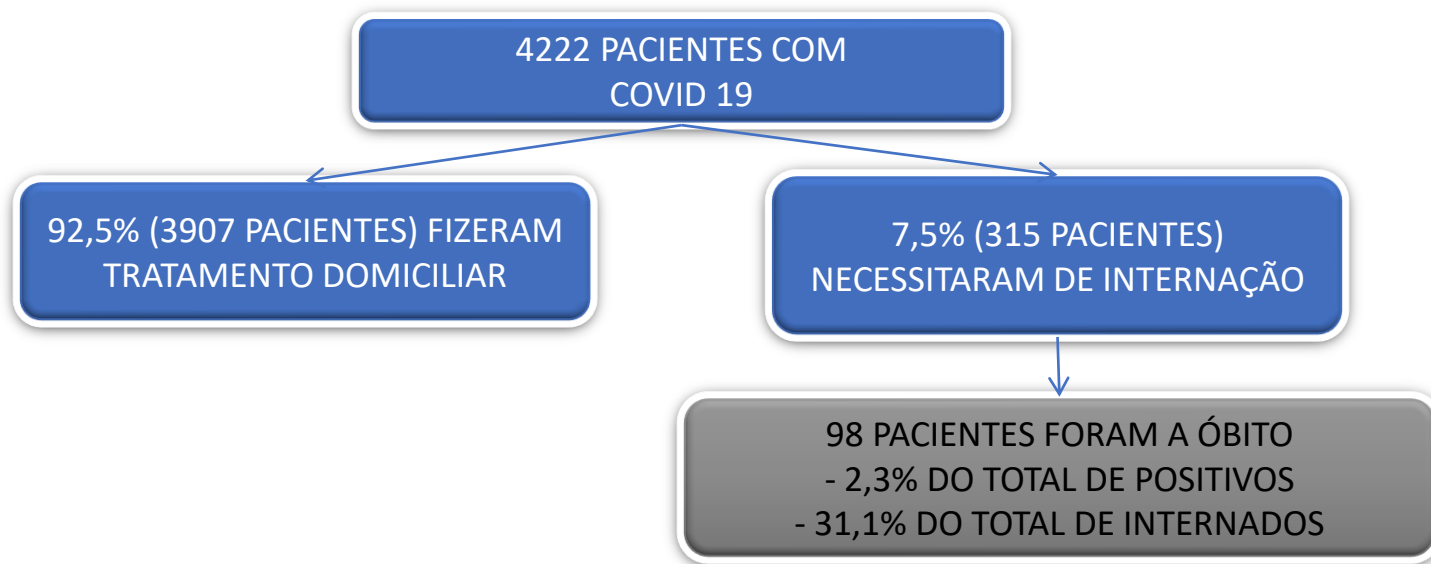 4222 PACIENTES COM
COVID 19
92,5% (3907 PACIENTES) FIZERAM
TRATAMENTO DOMICILIAR
7,5% (315 PACIENTES)
NECESSITARAM DE INTERNAÇÃO
98 PACIENTES FORAM A ÓBITO
- 2,3% DO TOTAL DE POSITIVOS
- 31,1% DO TOTAL DE INTERNADOS